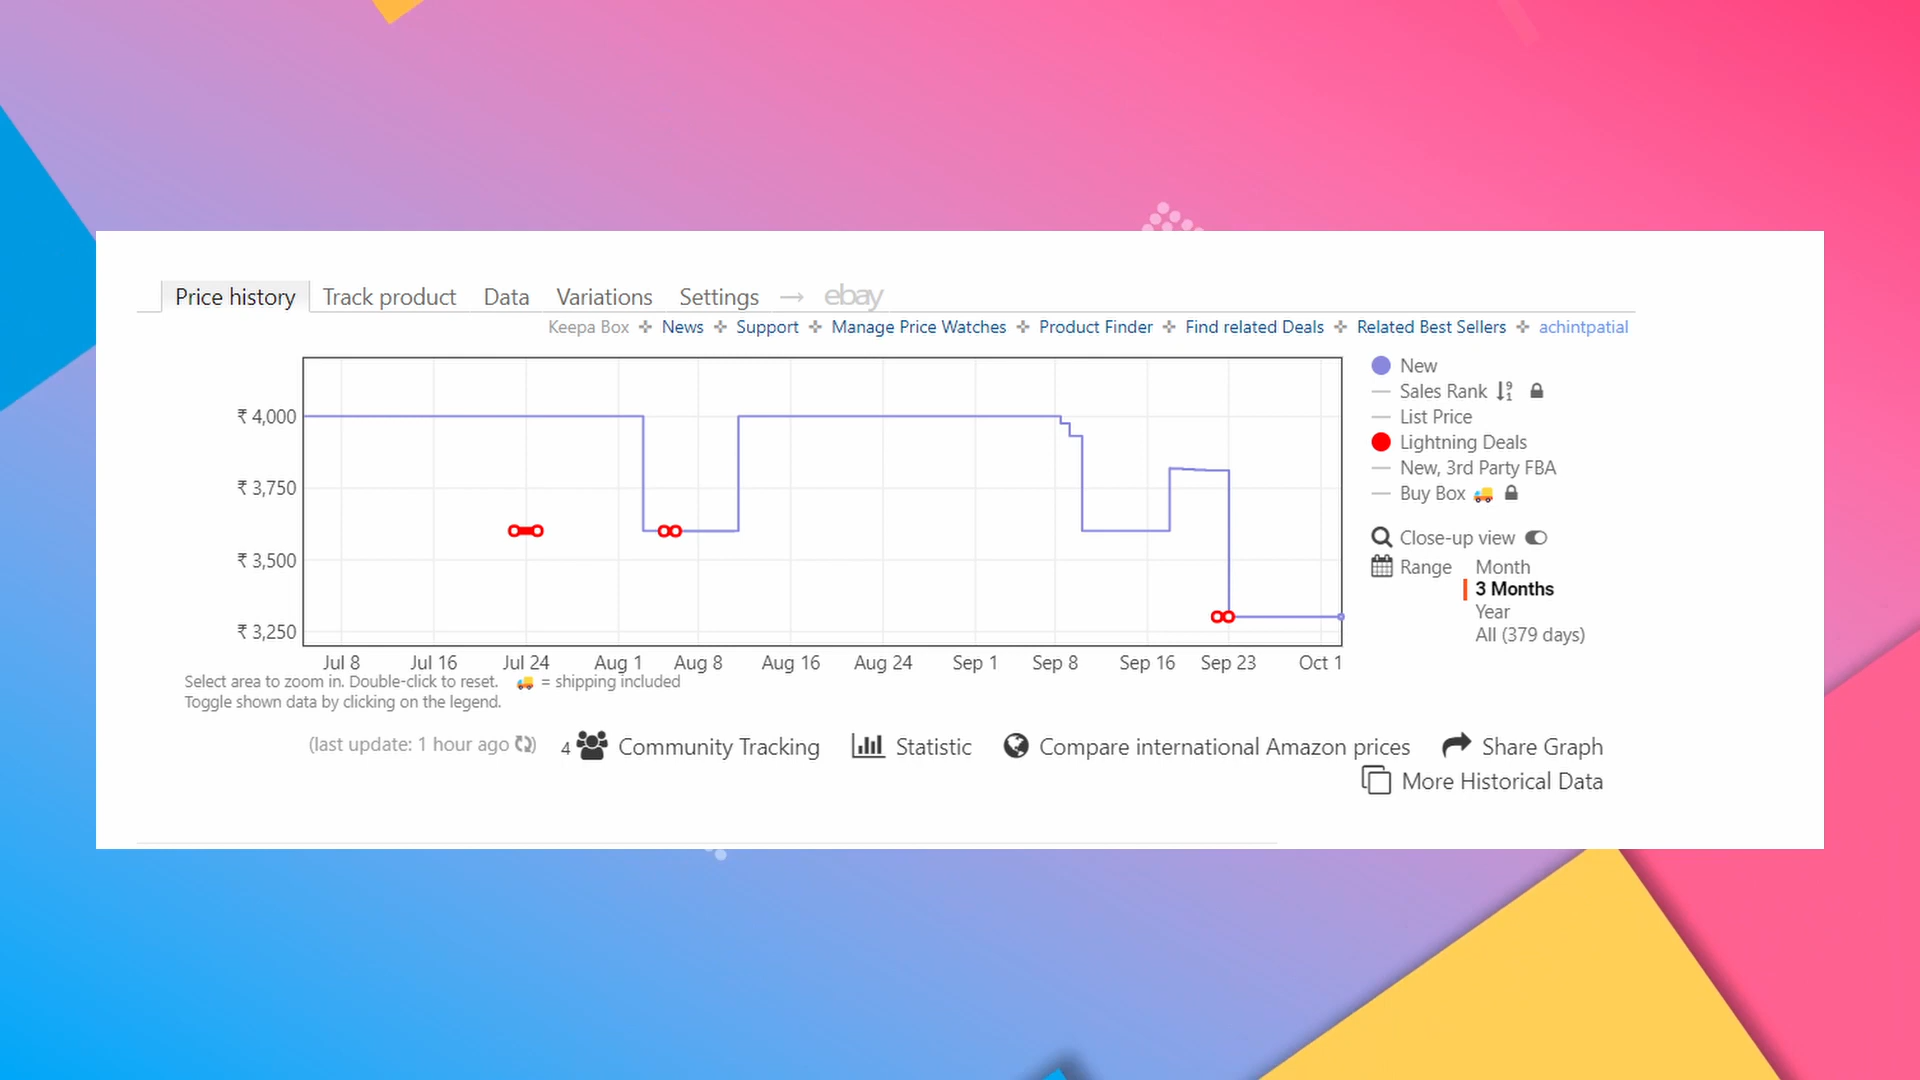 Price history Track product Data Variations Settings → ebay
Keepa Box ✢ News ✢ Support ✢ Manage Price Watches ✢ Product Finder ✢ Find related Deals ✢ Related Best Sellers ✢ achintpatial
₹ 4,000
₹ 3,750
₹ 3,500
₹ 3,250
Jul 8 Jul 16 Jul 24 Aug 1 Aug 8 Aug 16 Aug 24 Sep 1 Sep 8 Sep 16 Sep 23 Oct 1
New
Sales Rank
List Price
Lightning Deals
New, 3rd Party FBA
Buy Box
Close-up view
Range Month
3 Months
Year
All (379 days)
Select area to zoom in. Double-click to reset. = shipping included
Toggle shown data by clicking on the legend.
(last update: 1 hour ago ) 4 Community Tracking Statistic Compare international Amazon prices Share Graph
More Historical Data